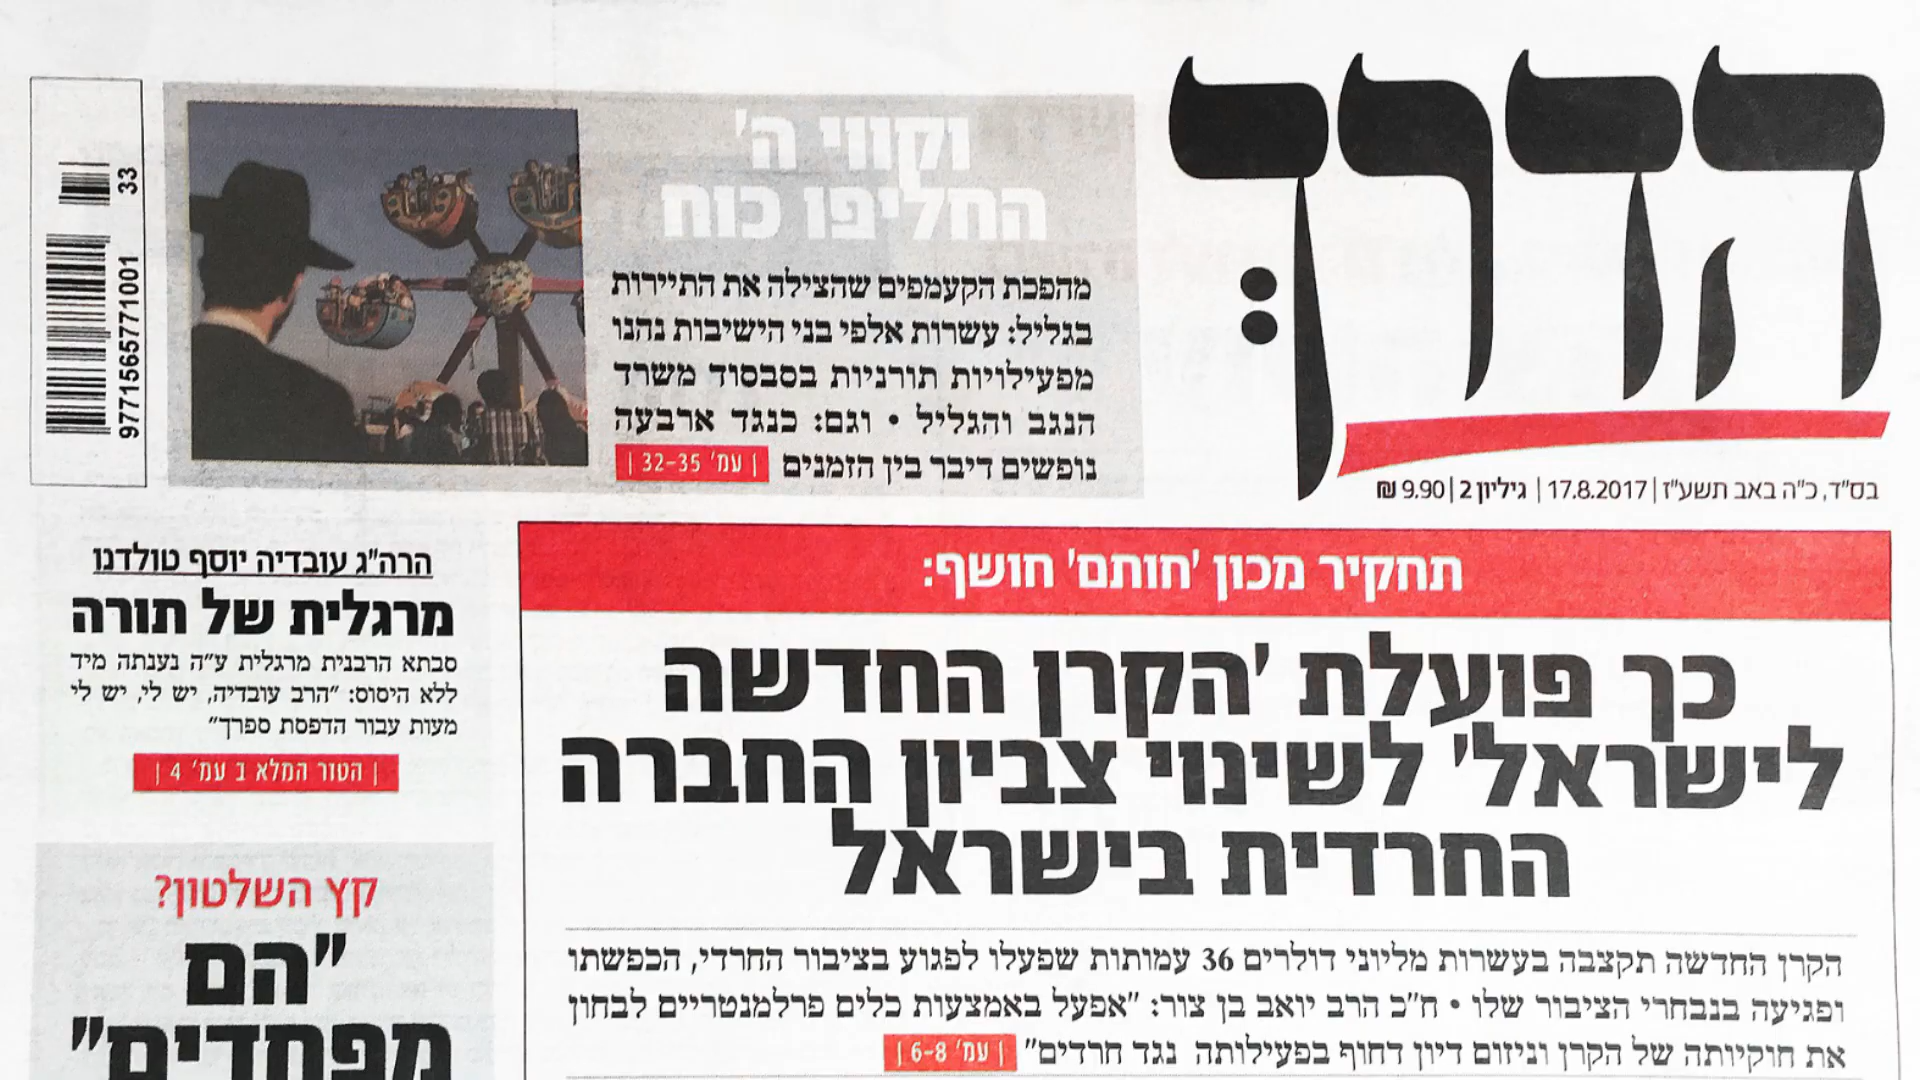 הדרך:
בס"ד, כ"ה באב תשע"ז | 17.8.2017 | גיליון 2 | 9.90 ₪
וקווי ה'
החליפו כוח
מהפכת הקעמפים שהצילה את התיירות
בגליל: עשרות אלפי בני הישיבות נהנו
מפעילויות תורניות בסבסוד משרד
הנגב והגליל • וגם: כנגד ארבעה
נופשים דיבר בין הזמנים | עמ' 32-35 |
33
9771565771001
תחקיר מכון 'חותם' חושף:
כך פועלת 'הקרן החדשה
לישראל' לשינוי צביון החברה
החרדית בישראל
הקרן החדשה תקצבה בעשרות מליוני דולרים 36 עמותות שפעלו לפגוע בציבור החרדי, הכפשתו
ופגיעה בנבחרי הציבור שלו • ח"כ הרב יואב בן צור: "אפעל באמצעות כלים פרלמנטריים לבחון
את חוקיותה של הקרן וניזום דיון דחוף בפעילותה נגד חרדים" | עמ' 6-8 |
הרה"ג עובדיה יוסף טולדנו
מרגלית של תורה
סבתא הרבנית מרגלית ע"ה נענתה מיד
ללא היסוס: "הרב עובדיה, יש לי, יש לי
מעות עבור הדפסת ספרך"
| הטור המלא ב עמ' 4 |
קץ השלטון?
"הם
מפחדים"